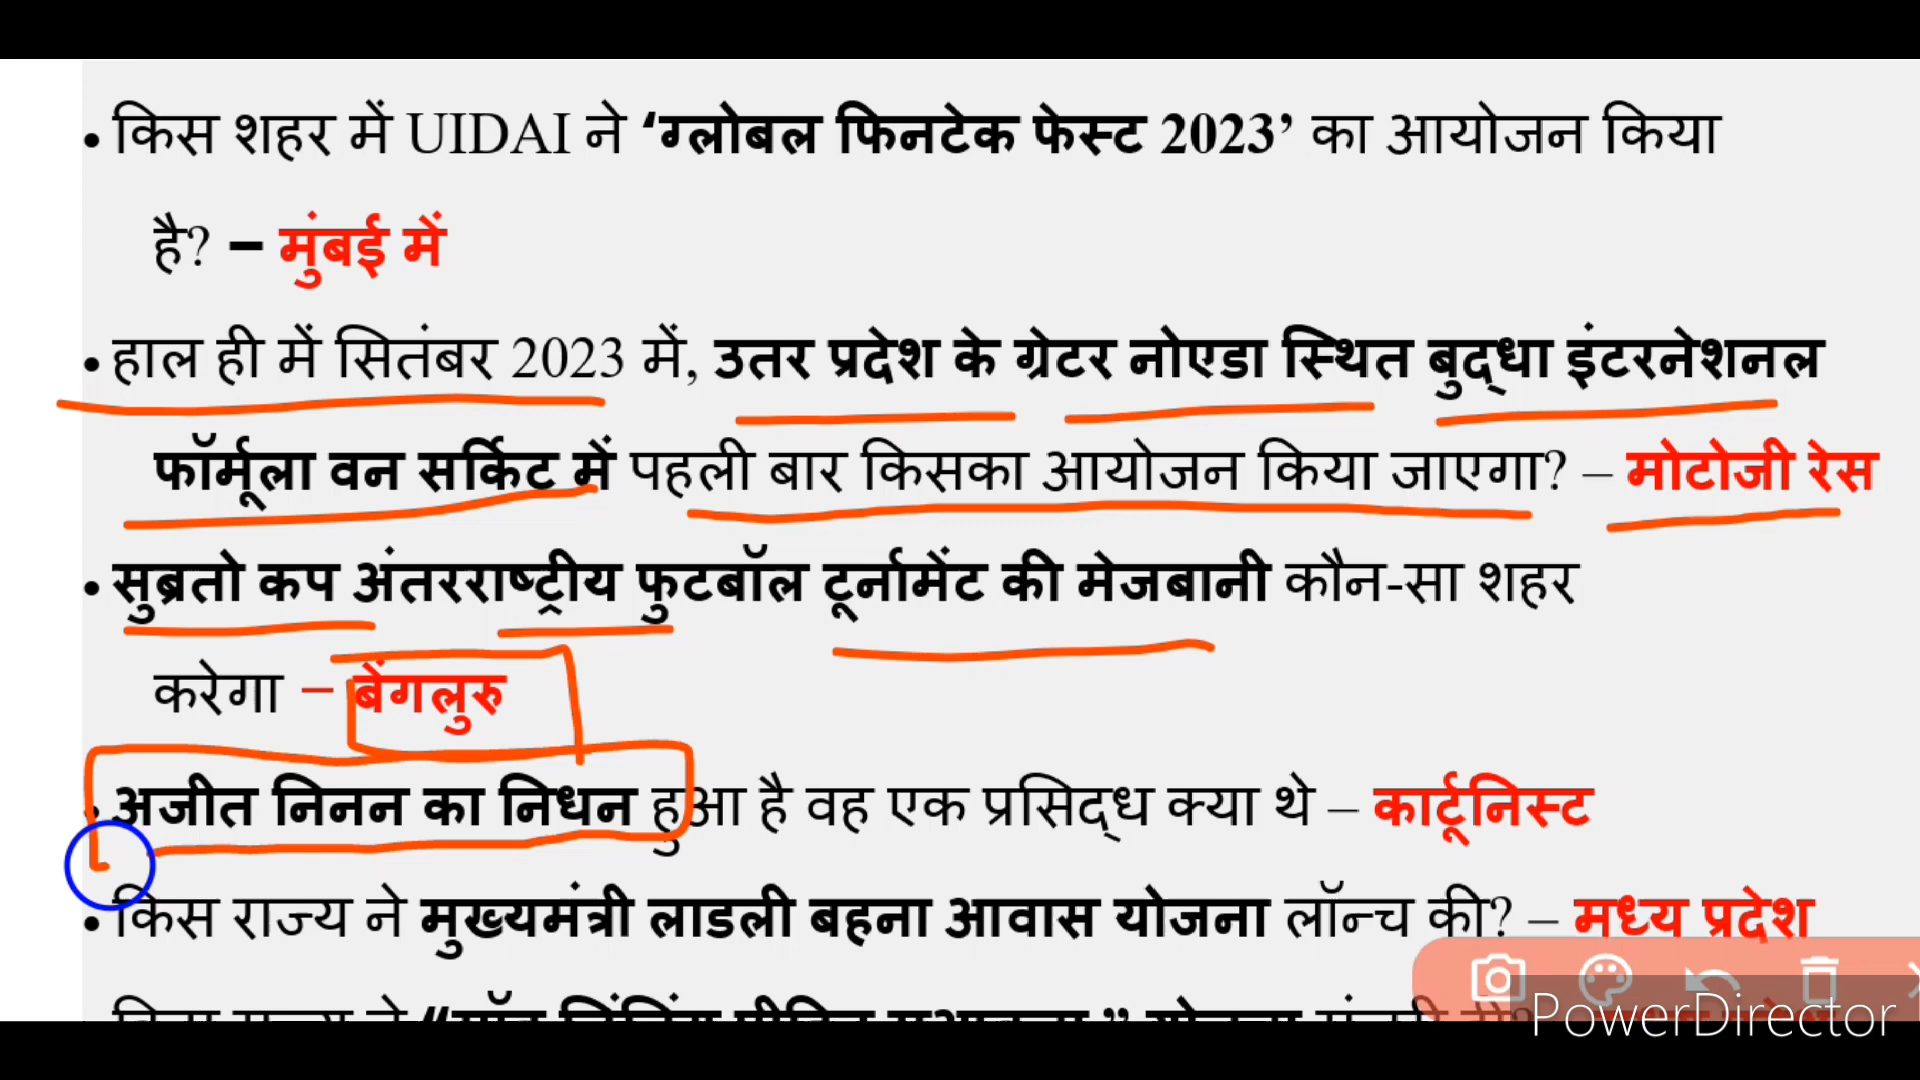 • किस शहर में UIDAI ने ‘ग्लोबल फिनटेक फेस्ट 2023’ का आयोजन किया
है? – मुंबई में
• हाल ही में सितंबर 2023 में, उतर प्रदेश के ग्रेटर नोएडा स्थित बुद्धा इंटरनेशनल
फॉर्मूला वन सर्किट में पहली बार किसका आयोजन किया जाएगा? – मोटोजी रेस
• सुब्रतो कप अंतरराष्ट्रीय फुटबॉल टूर्नामेंट की मेजबानी कौन-सा शहर
करेगा – बेंगलुरु
• अजीत निनन का निधन हुआ है वह एक प्रसिद्ध क्या थे – कार्टूनिस्ट
• किस राज्य ने मुख्यमंत्री लाडली बहना आवास योजना लॉन्च की? – मध्य प्रदेश
PowerDirector